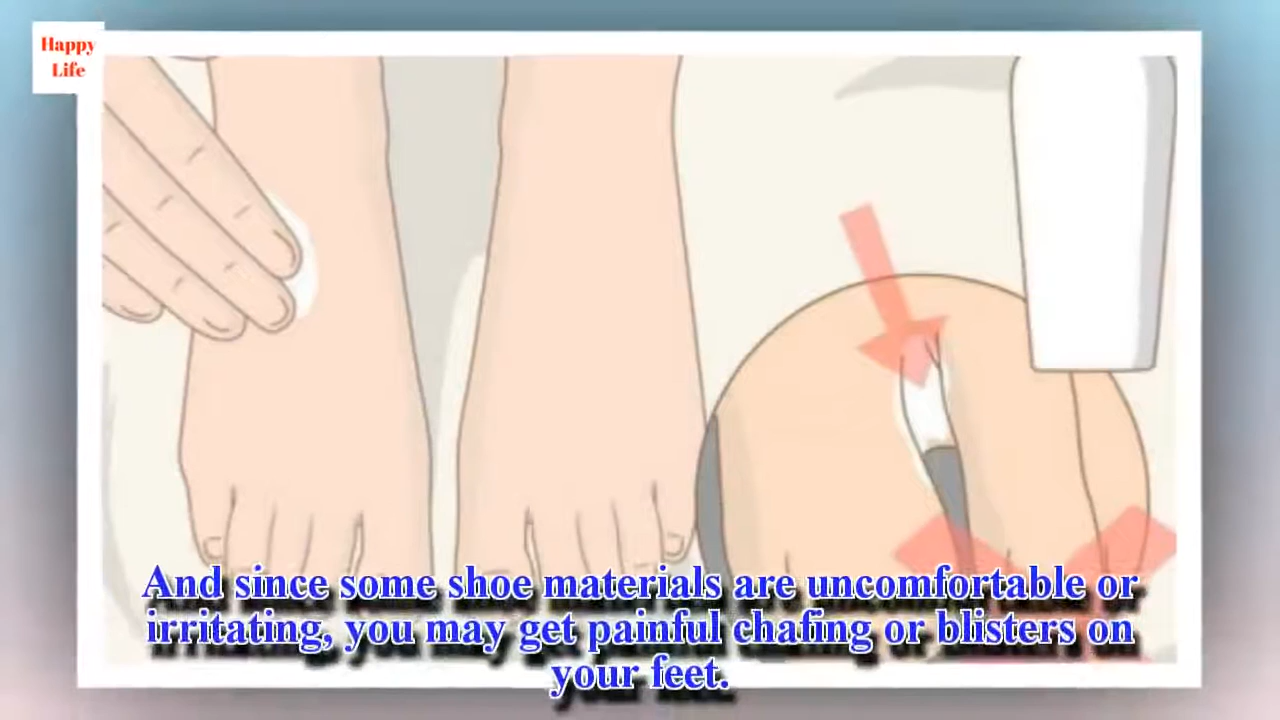 Happy
Life
And since some shoe materials are uncomfortable or
irritating, you may get painful chafing or blisters on
your feet.